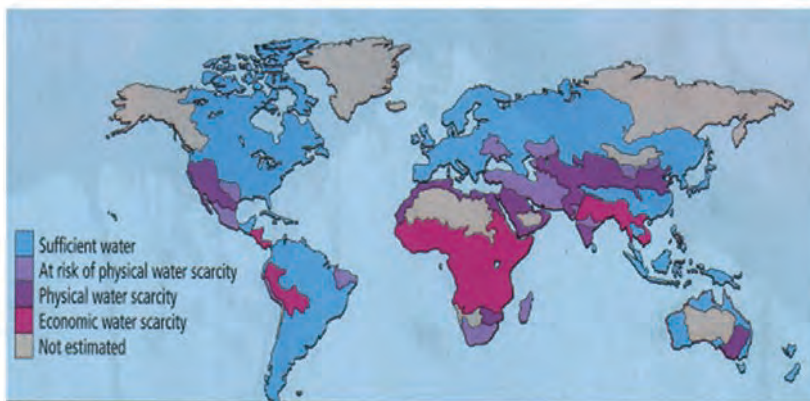 Sufficient water
At risk of physical water scarcity
Physical water scarcity
Economic water scarcity
Not estimated